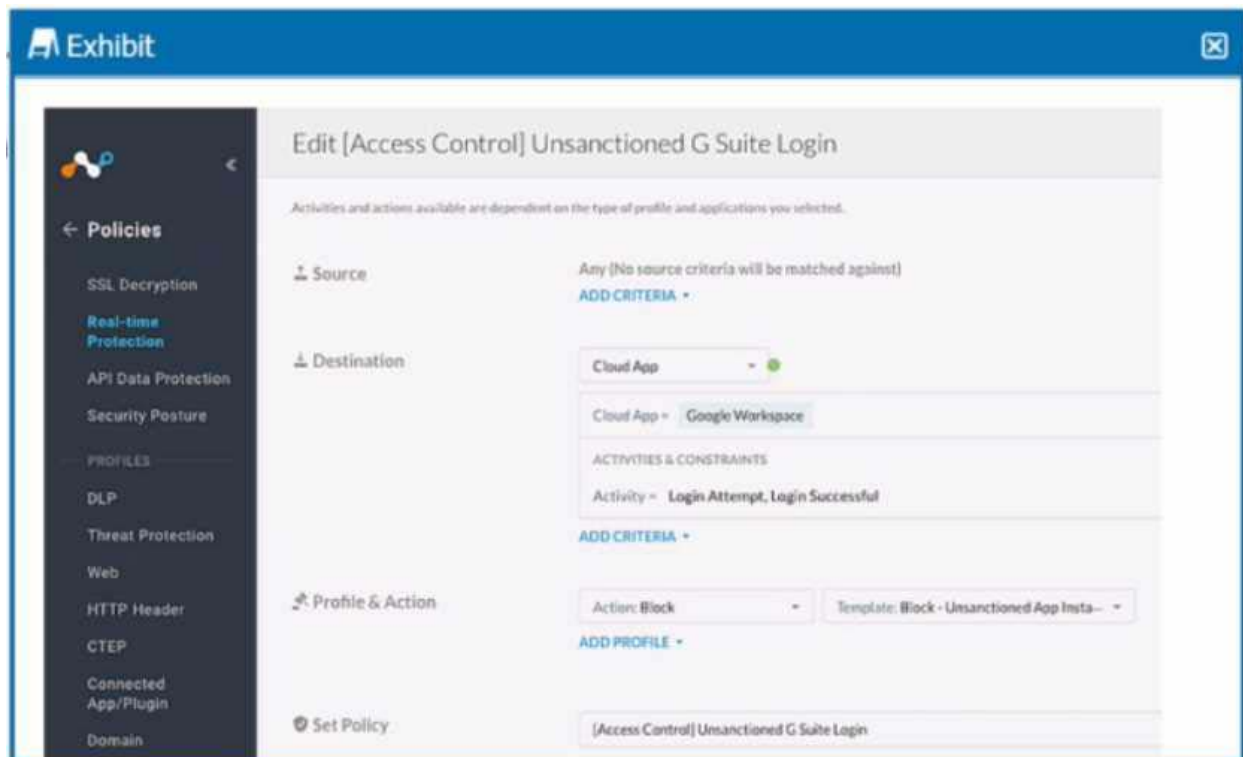 Exhibit
Edit [Access Control] Unsanctioned G Suite Login
Activities and actions available are dependent on the type of profile and applications you selected.
Policies
SSL Decryption
Real-time
Protection
API Data Protection
Security Posture
PROFILES
DLP
Threat Protection
Web
HTTP Header
CTEP
Connected
App/Plugin
Domain
Source
Any (No source criteria will be matched against)
ADD CRITERIA
Destination
Cloud App
Cloud App = Google Workspace
ACTIVITIES & CONSTRAINTS
Activity = Login Attempt, Login Successful
ADD CRITERIA
Profile & Action
Action: Block
Template: Block - Unsanctioned App Insta...
ADD PROFILE
Set Policy
[Access Control] Unsanctioned G Suite Login